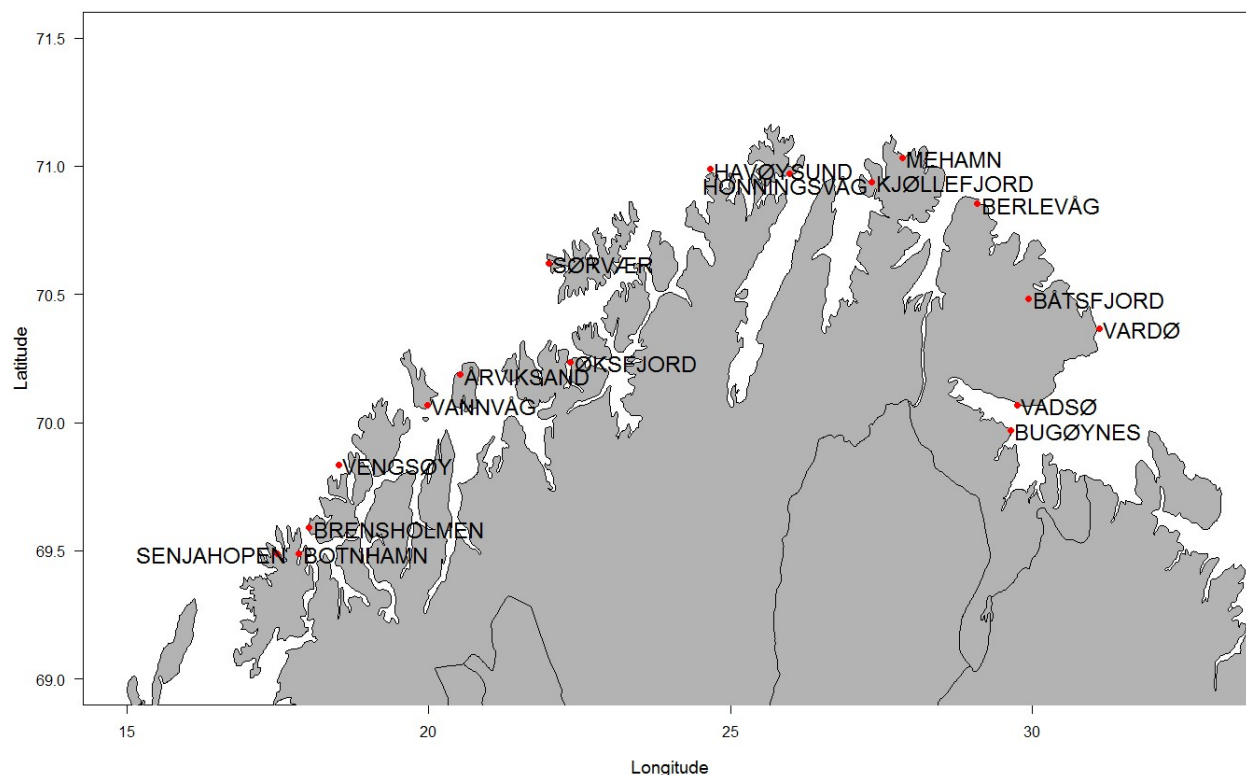 71.5
71.0
70.5
70.0
69.5
69.0
Latitude
MEHAMN
HAVØYSUND
HONNINGSVÅG
KJØLLEFJORD
BERLEVÅG
SØRVÆR
BÅTSFJORD
VARDØ
ØKSFJORD
ARVIKSAND
VANNVÅG
VADSØ
BUGØYNES
VENGSØY
BRENSHOLMEN
SENJAHOPEN
BOTNHAMN
15
20
25
30
Longitude